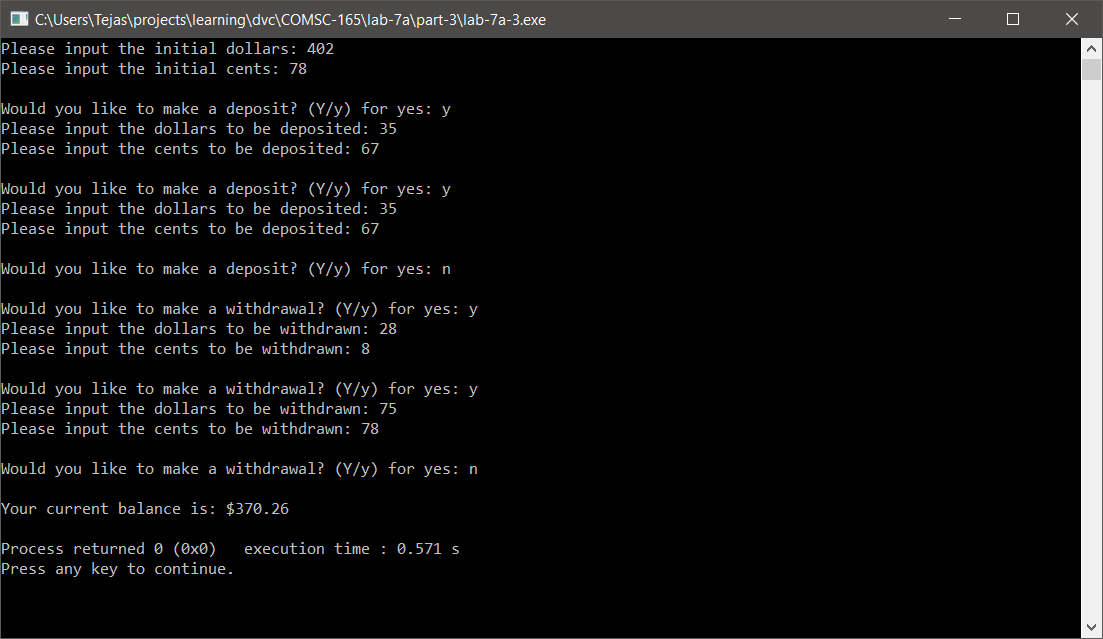 C:\Users\Tejas\projects\learning\dvc\COMSC-165\lab-7a\part-3\lab-7a-3.exe
Please input the initial dollars: 402
Please input the initial cents: 78
Would you like to make a deposit? (Y/y) for yes: y
Please input the dollars to be deposited: 35
Please input the cents to be deposited: 67
Would you like to make a deposit? (Y/y) for yes: y
Please input the dollars to be deposited: 35
Please input the cents to be deposited: 67
Would you like to make a deposit? (Y/y) for yes: n
Would you like to make a withdrawal? (Y/y) for yes: y
Please input the dollars to be withdrawn: 28
Please input the cents to be withdrawn: 8
Would you like to make a withdrawal? (Y/y) for yes: y
Please input the dollars to be withdrawn: 75
Please input the cents to be withdrawn: 78
Would you like to make a withdrawal? (Y/y) for yes: n
Your current balance is: $370.26
Process returned 0 (0x0)   execution time : 0.571 s
Press any key to continue.